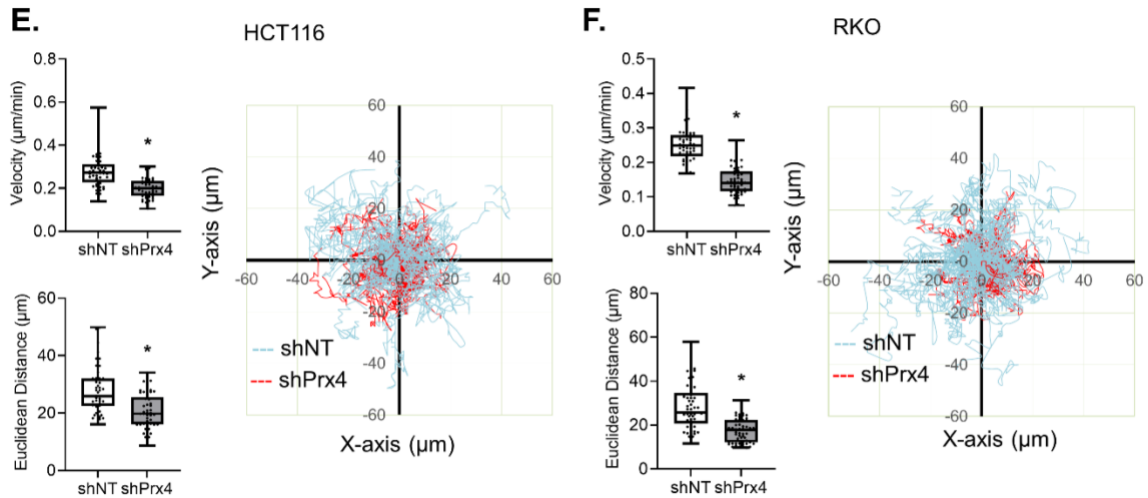 E.
HCT116
Velocity (µm/min)
0.8
0.6
0.4
0.2
0.0
*
shNT shPrx4
Euclidean Distance (µm)
60
40
20
0
*
shNT shPrx4
Y-axis (µm)
60
40
20
-20
-40
-60
-60 -40 -20 0 20 40 60
shNT
shPrx4
X-axis (µm)
F.
RKO
Velocity (µm/min)
0.5
0.4
0.3
0.2
0.1
0.0
*
shNT shPrx4
Euclidean Distance (µm)
80
60
40
20
0
*
shNT shPrx4
Y-axis (µm)
60
40
20
-20
-40
-60
-60 -40 -20 0 20 40 60
shNT
shPrx4
X-axis (µm)